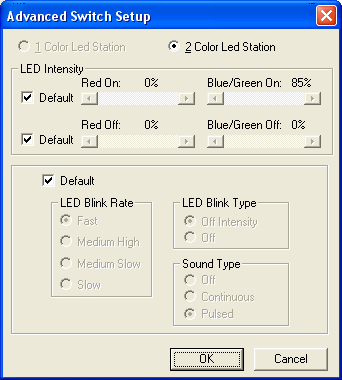 Advanced Switch Setup
1 Color Led Station
2 Color Led Station
LED Intensity
Red On: 0% Blue/Green On: 85%
Default
Red Off: 0% Blue/Green Off: 0%
Default
Default
LED Blink Rate
Fast
Medium High
Medium Slow
Slow
LED Blink Type
Off Intensity
Off
Sound Type
Off
Continuous
Pulsed
OK Cancel